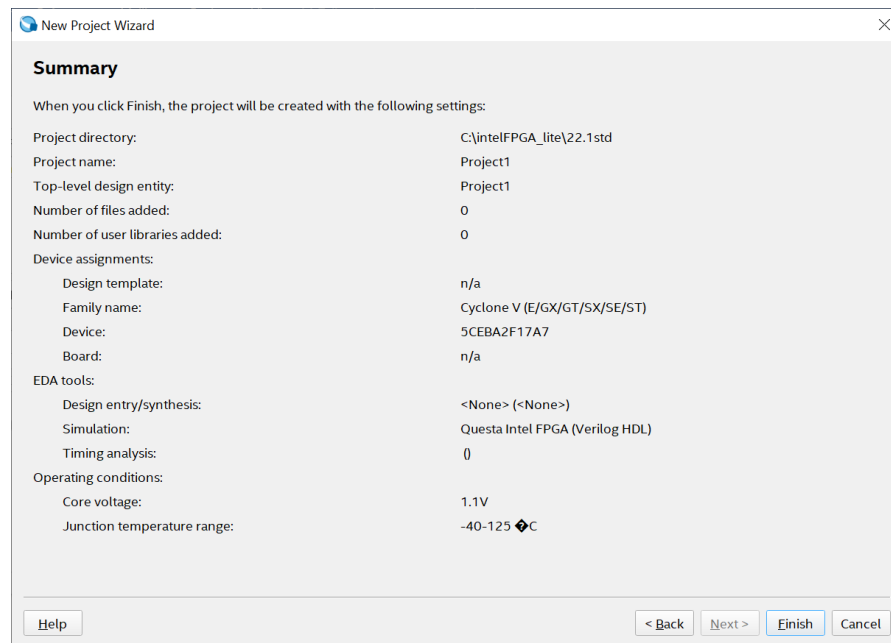 New Project Wizard
Summary
When you click Finish, the project will be created with the following settings:
Project directory: C:\intelFPGA_lite\22.1std
Project name: Project1
Top-level design entity: Project1
Number of files added: 0
Number of user libraries added: 0
Device assignments:
Design template: n/a
Family name: Cyclone V (E/GX/GT/SX/SE/ST)
Device: 5CEBA2F17A7
Board: n/a
EDA tools:
Design entry/synthesis: <None> (<None>)
Simulation: Questa Intel FPGA (Verilog HDL)
Timing analysis: ()
Operating conditions:
Core voltage: 1.1V
Junction temperature range: -40-125 �C
Help < Back Next > Finish Cancel